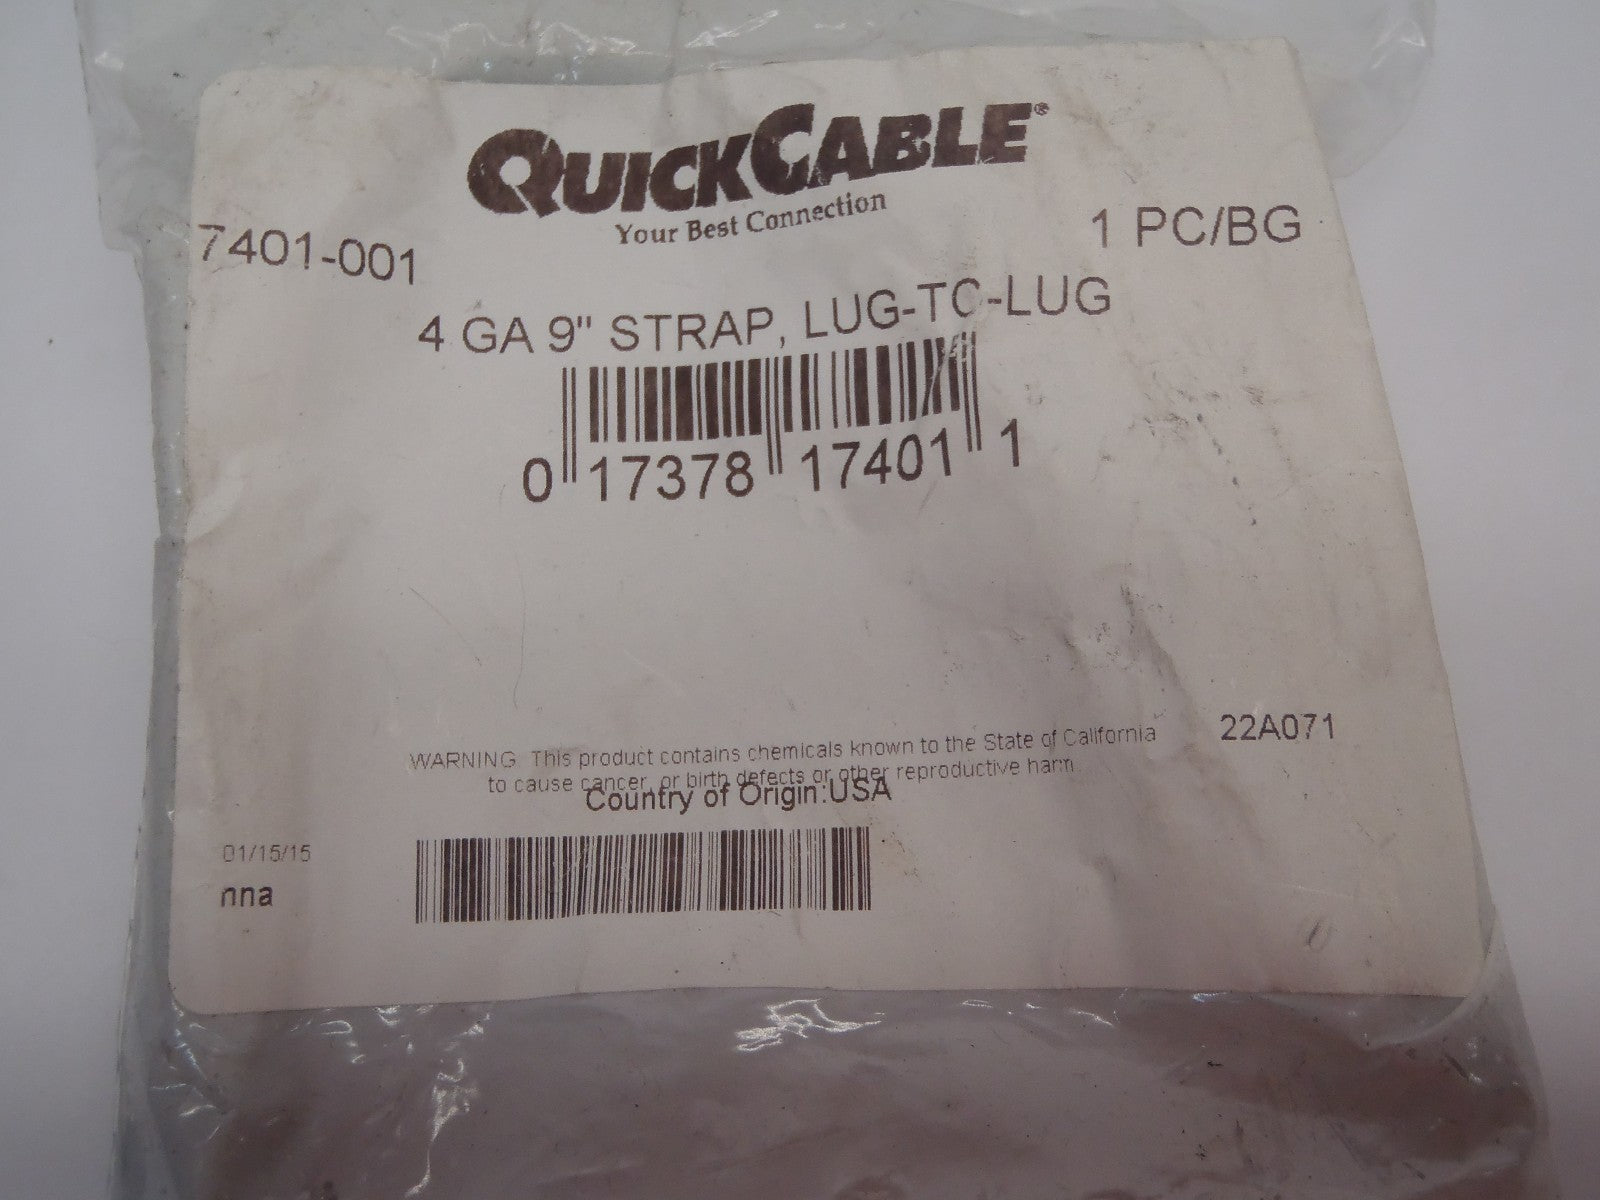 QUICKCABLE®
Your Best Connection
7401-001
1 PC/BG
4 GA 9" STRAP, LUG-TO-LUG
0 17378 17401 1
22A071
WARNING: This product contains chemicals known to the State of California
to cause cancer, or birth defects or other reproductive harm.
Country of Origin:USA
01/15/15
nna